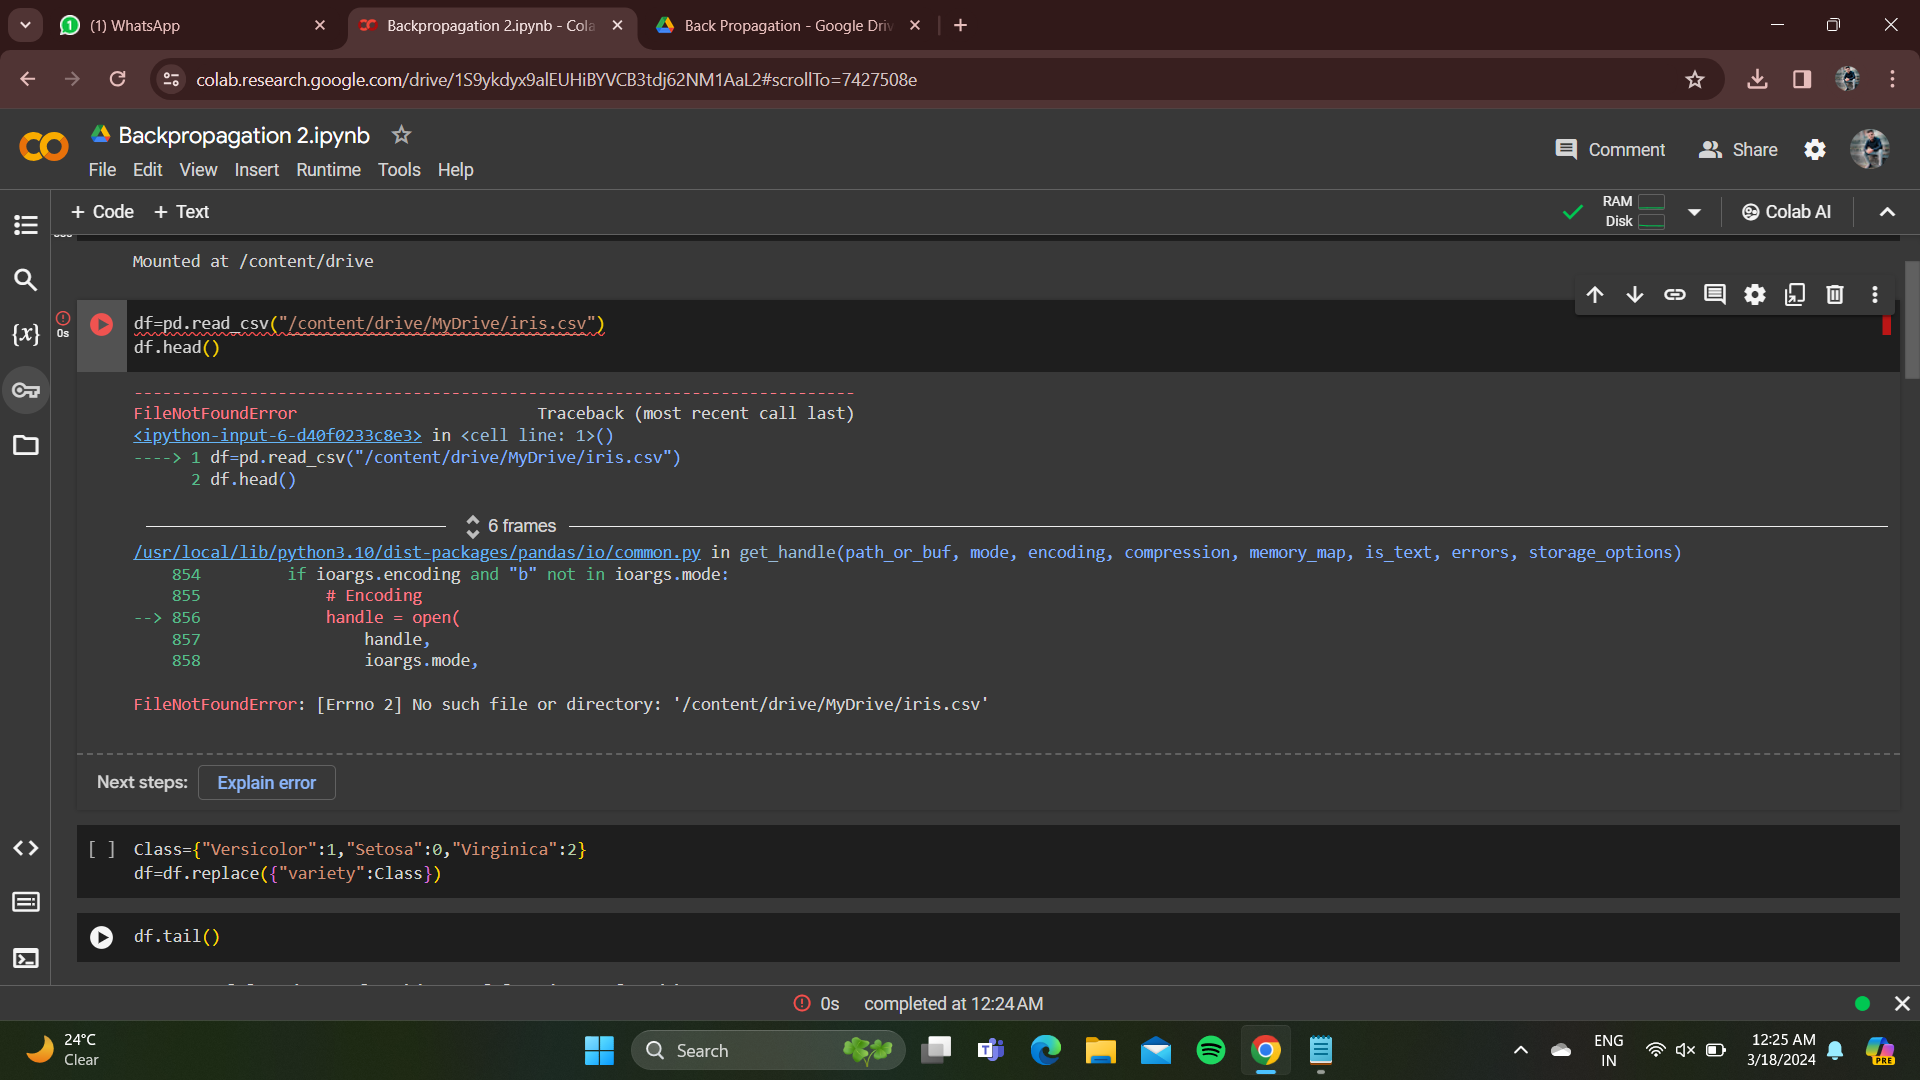 (1) WhatsApp
Backpropagation 2.ipynb - Cola
Back Propagation - Google Driv
colab.research.google.com/drive/1S9ykdyx9alEUHiBYVCB3tdj62NM1AaL2#scrollTo=7427508e
Backpropagation 2.ipynb
File Edit View Insert Runtime Tools Help
Comment
Share
+ Code + Text
RAM
Disk
Colab AI
Mounted at /content/drive
0s
df=pd.read_csv("/content/drive/MyDrive/iris.csv")
df.head()
---------------------------------------------------------------------------
FileNotFoundError Traceback (most recent call last)
<ipython-input-6-d40f0233c8e3> in <cell line: 1>()
----> 1 df=pd.read_csv("/content/drive/MyDrive/iris.csv")
2 df.head()
6 frames
/usr/local/lib/python3.10/dist-packages/pandas/io/common.py in get_handle(path_or_buf, mode, encoding, compression, memory_map, is_text, errors, storage_options)
854 if ioargs.encoding and "b" not in ioargs.mode:
855 # Encoding
--> 856 handle = open(
857 handle,
858 ioargs.mode,
FileNotFoundError: [Errno 2] No such file or directory: '/content/drive/MyDrive/iris.csv'
Next steps: Explain error
[ ] Class={"Versicolor":1,"Setosa":0,"Virginica":2}
df=df.replace({"variety":Class})
df.tail()
0s completed at 12:24 AM
24°C
Clear
Search
ENG
IN
12:25 AM
3/18/2024